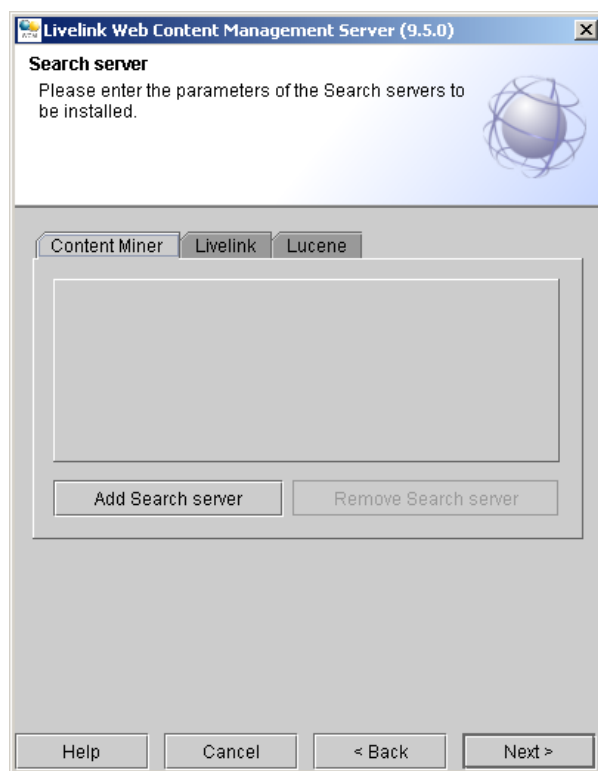 Livelink Web Content Management Server (9.5.0)
Search server
Please enter the parameters of the Search servers to
be installed.
Content Miner Livelink Lucene
Add Search server Remove Search server
Help Cancel < Back Next >